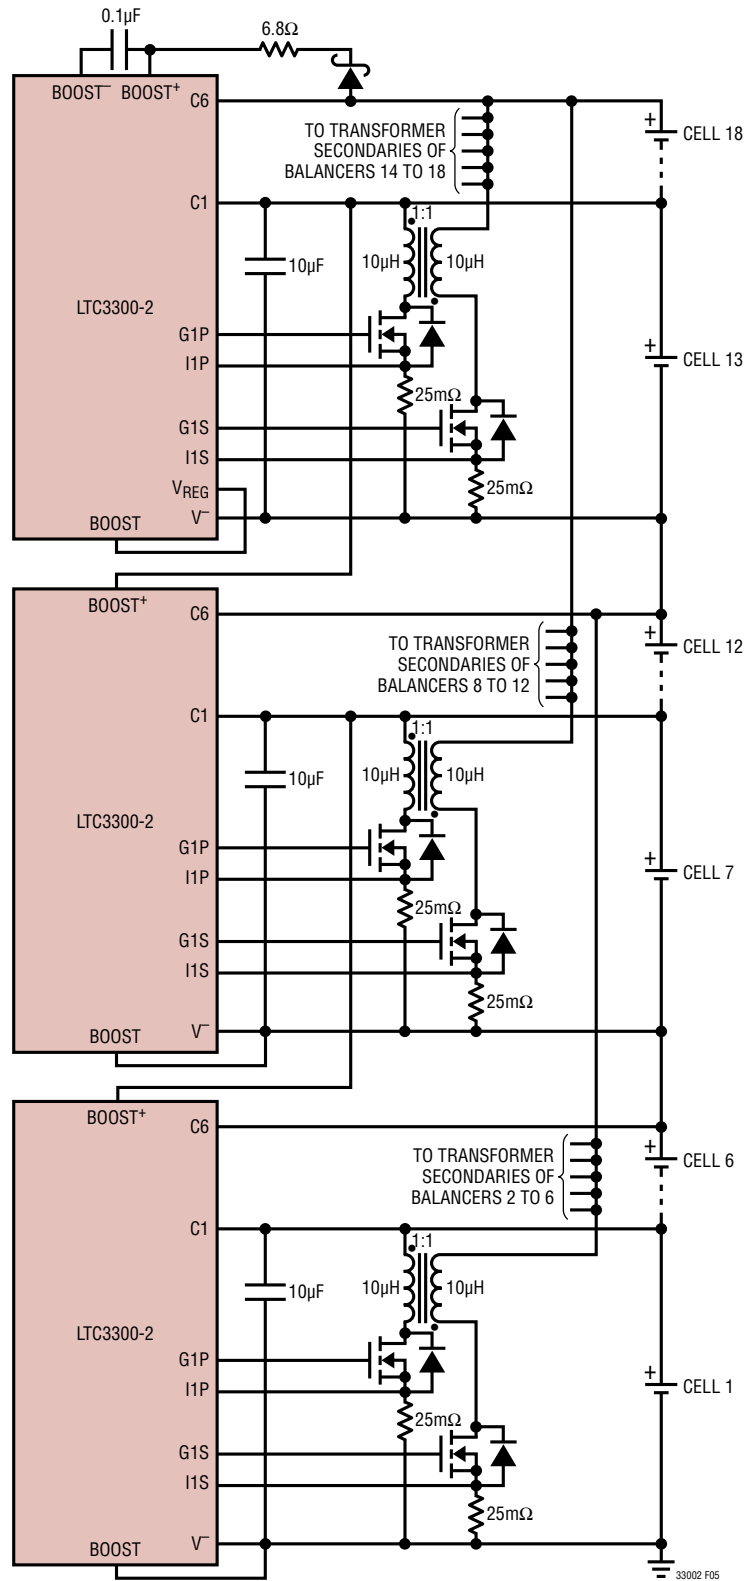 0.1µF
6.8Ω
BOOST– BOOST+ C6
TO TRANSFORMER
SECONDARIES OF
BALANCERS 14 TO 18
+
CELL 18
C1
1:1
10µF
10µH
10µH
LTC3300-2
G1P
I1P
+
CELL 13
25mΩ
G1S
I1S
25mΩ
VREG
BOOST
V–
BOOST+
C6
TO TRANSFORMER
SECONDARIES OF
BALANCERS 8 TO 12
+
CELL 12
C1
1:1
10µF
10µH
10µH
LTC3300-2
G1P
I1P
+
CELL 7
25mΩ
G1S
I1S
25mΩ
BOOST
V–
BOOST+
C6
TO TRANSFORMER
SECONDARIES OF
BALANCERS 2 TO 6
+
CELL 6
C1
1:1
10µF
10µH
10µH
LTC3300-2
G1P
I1P
+
CELL 1
25mΩ
G1S
I1S
25mΩ
BOOST
V–
33002 F05